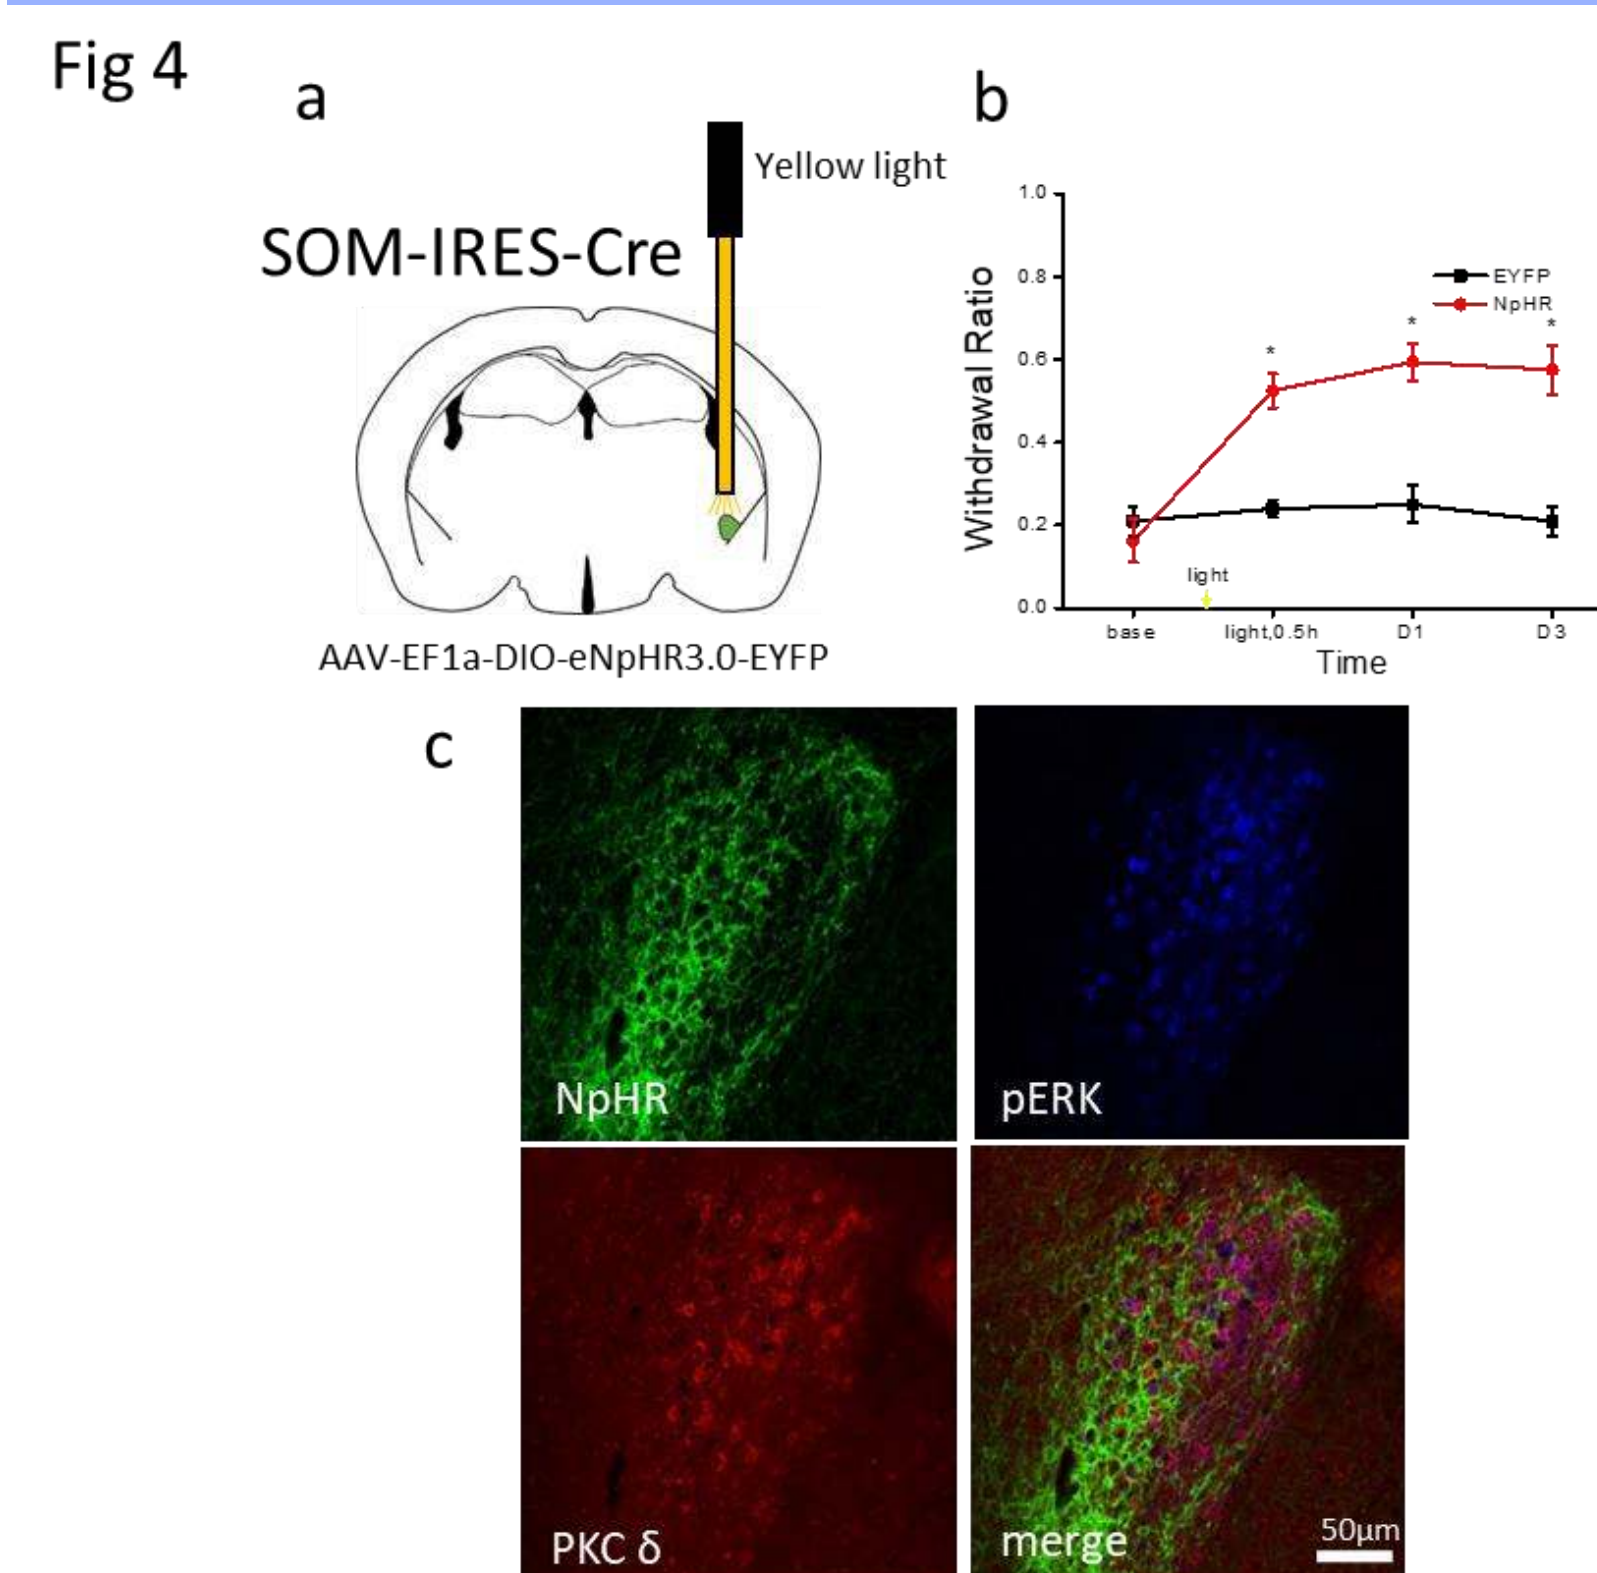 Fig 4
a
Yellow light
SOM-IRES-Cre
AAV-EF1a-DIO-eNpHR3.0-EYFP
b
Withdrawal Ratio
1.0
0.8
0.6
0.4
0.2
0.0
EYFP
NpHR
*
*
*
light
base
light,0.5h
D1
D3
Time
c
NpHR
pERK
PKC δ
merge
50µm